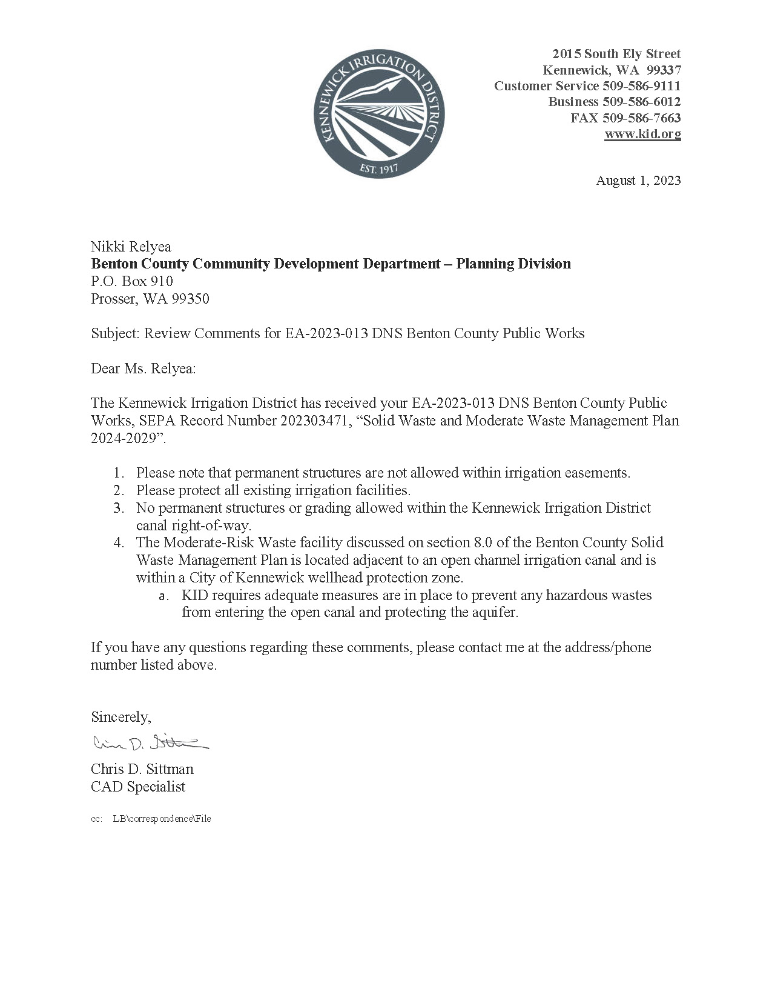 KENNEWICK IRRIGATION DISTRICT
EST. 1917
2015 South Ely Street
Kennewick, WA  99337
Customer Service 509-586-9111
Business 509-586-6012
FAX 509-586-7663
www.kid.org
August 1, 2023
Nikki Relyea
Benton County Community Development Department – Planning Division
P.O. Box 910
Prosser, WA 99350
Subject: Review Comments for EA-2023-013 DNS Benton County Public Works
Dear Ms. Relyea:
The Kennewick Irrigation District has received your EA-2023-013 DNS Benton County Public
Works, SEPA Record Number 202303471, “Solid Waste and Moderate Waste Management Plan
2024-2029”.
1. Please note that permanent structures are not allowed within irrigation easements.
2. Please protect all existing irrigation facilities.
3. No permanent structures or grading allowed within the Kennewick Irrigation District
canal right-of-way.
4. The Moderate-Risk Waste facility discussed on section 8.0 of the Benton County Solid
Waste Management Plan is located adjacent to an open channel irrigation canal and is
within a City of Kennewick wellhead protection zone.
a. KID requires adequate measures are in place to prevent any hazardous wastes
from entering the open canal and protecting the aquifer.
If you have any questions regarding these comments, please contact me at the address/phone
number listed above.
Sincerely,
Chris D. Sittman
Chris D. Sittman
CAD Specialist
cc: LB\correspondence\File